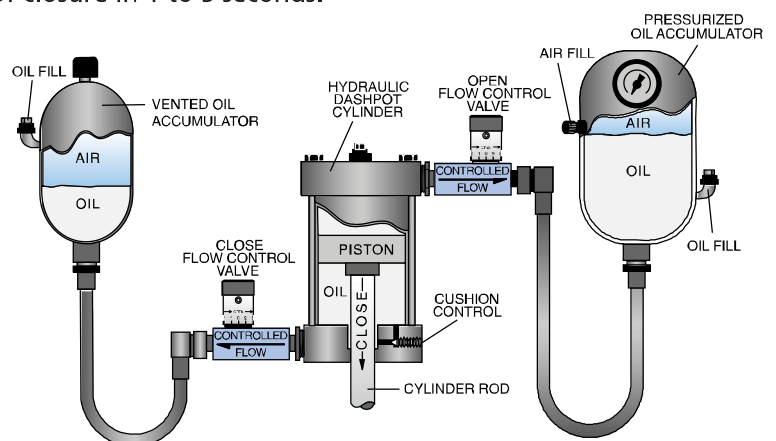 of closure in 1 to 5 seconds.
PRESSURIZED
OIL ACCUMULATOR
AIR FILL
OIL FILL
HYDRAULIC
DASHPOT
CYLINDER
OPEN
FLOW CONTROL
VALVE
VENTED OIL
ACCUMULATOR
AIR
OIL
CONTROLLED
FLOW
AIR
OIL
OIL FILL
CLOSE
FLOW CONTROL
VALVE
PISTON
OIL
CLOSE
CUSHION
CONTROL
CONTROLLED
FLOW
CYLINDER ROD